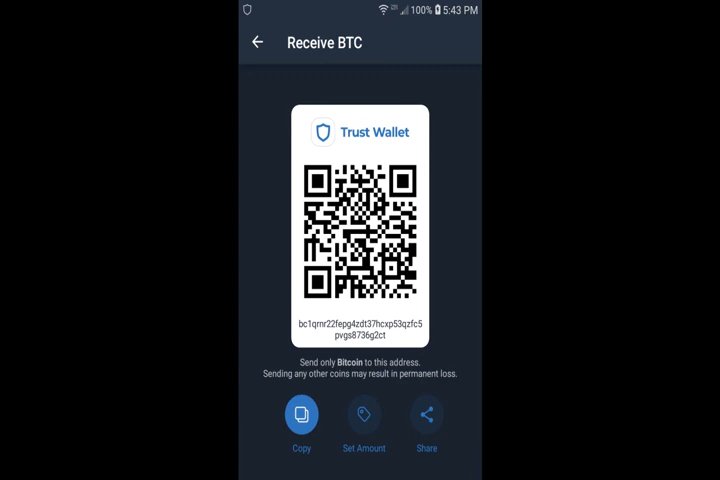 100% 5:43 PM
Receive BTC
Trust Wallet
bc1qrnr22fepg4zdt37hcxp53qzfc5
pvgs8736g2ct
Send only Bitcoin to this address.
Sending any other coins may result in permanent loss.
Copy Set Amount Share